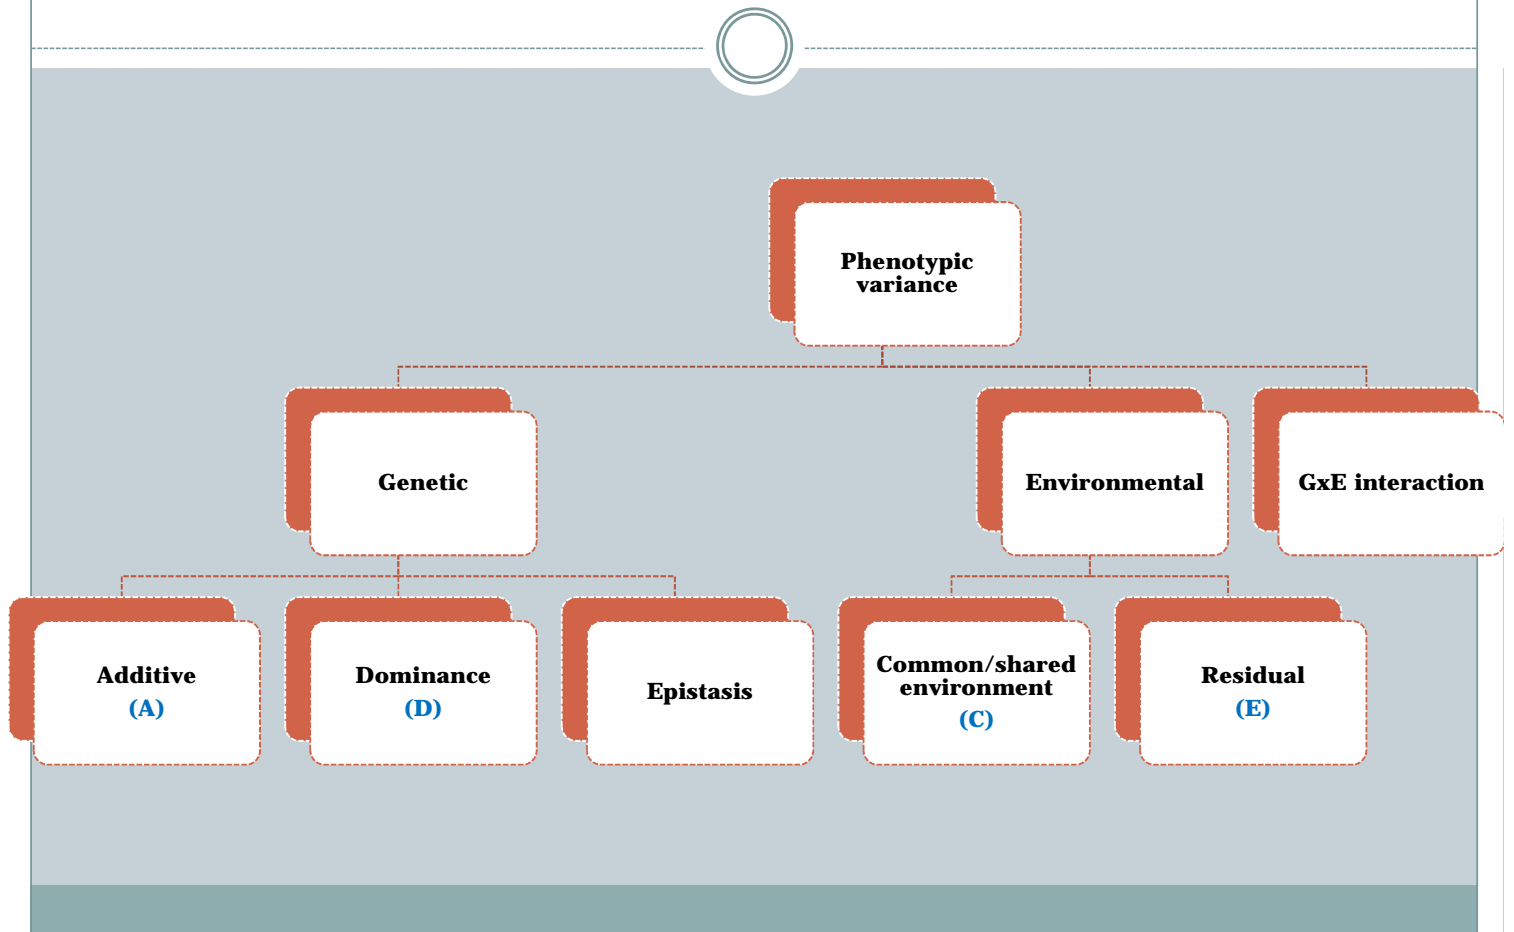 Phenotypic
variance
Genetic
Environmental
GxE interaction
Additive
(A)
Dominance
(D)
Epistasis
Common/shared
environment
(C)
Residual
(E)